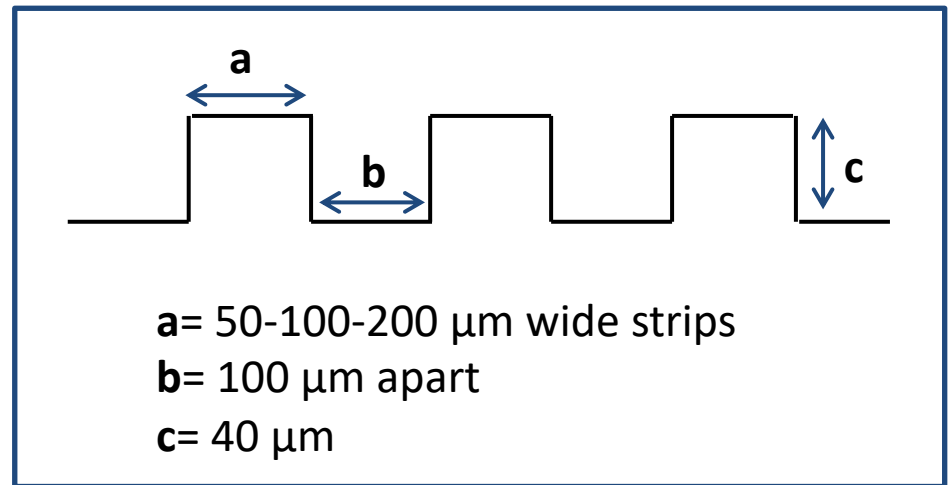 a
b
c
a= 50-100-200 µm wide strips
b= 100 µm apart
c= 40 µm